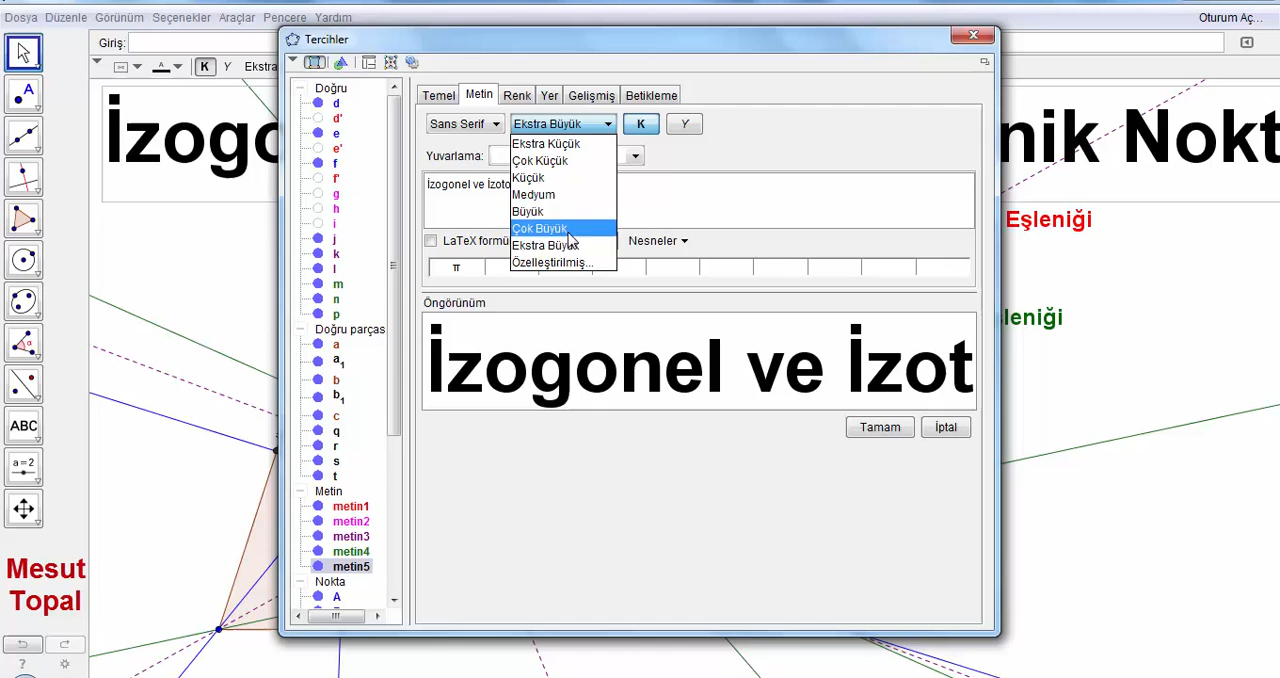 Dosya Düzenle Görünüm Seçenekler Araçlar Pencere Yardım
Oturum Aç...
Giriş:
K Y Ekstra
İzogo
nik Nokt
Eşleniği
leniği
A
ABC
a=2
Mesut
Topal
Tercihler
Doğru
d
d'
e
e'
f
f'
g
h
i
j
k
l
m
n
p
Doğru parças
a
a1
b
b1
c
q
r
s
t
Metin
metin1
metin2
metin3
metin4
metin5
Nokta
A
Temel Metin Renk Yer Gelişmiş Betikleme
Sans Serif Ekstra Büyük K Y
Ekstra Küçük
Çok Küçük
Küçük
Medyum
Büyük
Çok Büyük
Ekstra Büyük
Özelleştirilmiş...
Yuvarlama:
İzogonel ve İzoto
LaTeX formü
Nesneler
π
Öngörünüm
İzogonel ve İzot
Tamam İptal